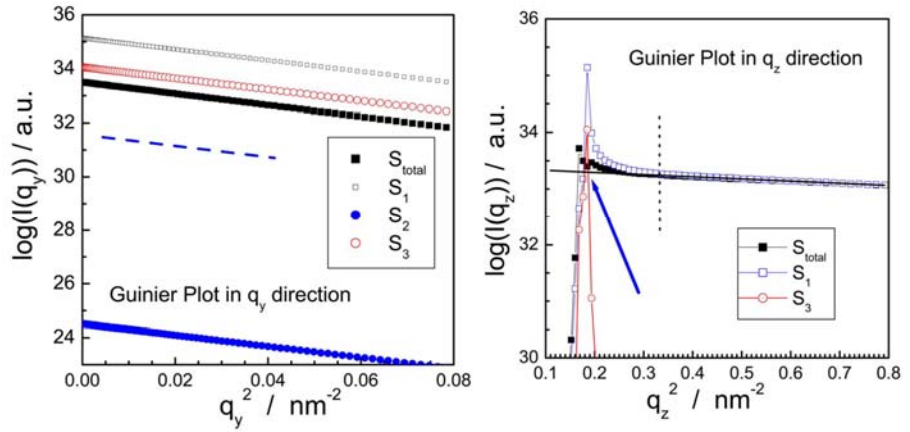 36
34
32
30
28
26
24
log(I(q_y)) / a.u.
S_total
S_1
S_2
S_3
Guinier Plot in q_y direction
0.00 0.02 0.04 0.06 0.08
q_y^2 / nm^-2
36
34
32
30
log(I(q_z)) / a.u.
Guinier Plot in q_z direction
S_total
S_1
S_3
0.1 0.2 0.3 0.4 0.5 0.6 0.7 0.8
q_z^2 / nm^-2